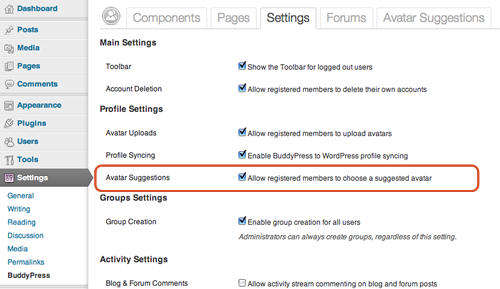 Dashboard
Posts
Media
Pages
Comments
Appearance
Plugins
Users
Tools
Settings
General
Writing
Reading
Discussion
Media
Permalinks
BuddyPress
Components
Pages
Settings
Forums
Avatar Suggestions
Main Settings
Toolbar
Show the Toolbar for logged out users
Account Deletion
Allow registered members to delete their own accounts
Profile Settings
Avatar Uploads
Allow registered members to upload avatars
Profile Syncing
Enable BuddyPress to WordPress profile syncing
Avatar Suggestions
Allow registered members to choose a suggested avatar
Groups Settings
Group Creation
Enable group creation for all users
Administrators can always create groups, regardless of this setting.
Activity Settings
Blog & Forum Comments
Allow activity stream commenting on blog and forum posts